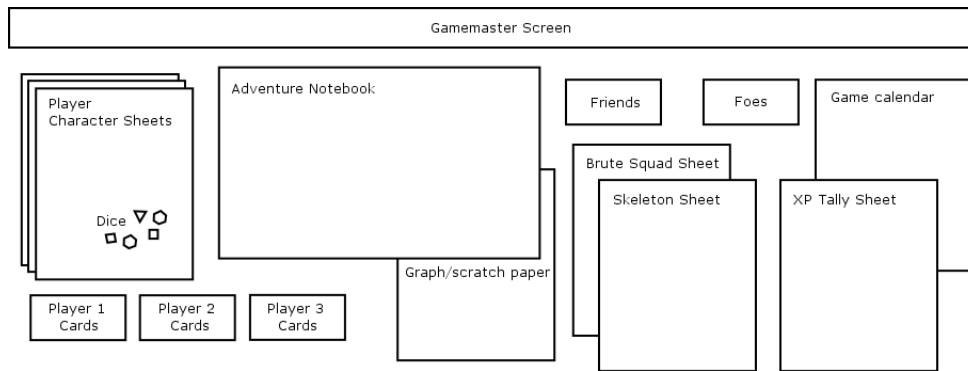 Gamemaster Screen
Player
Character Sheets
Dice
Adventure Notebook
Friends
Foes
Game calendar
Brute Squad Sheet
Skeleton Sheet
XP Tally Sheet
Graph/scratch paper
Player 1
Cards
Player 2
Cards
Player 3
Cards